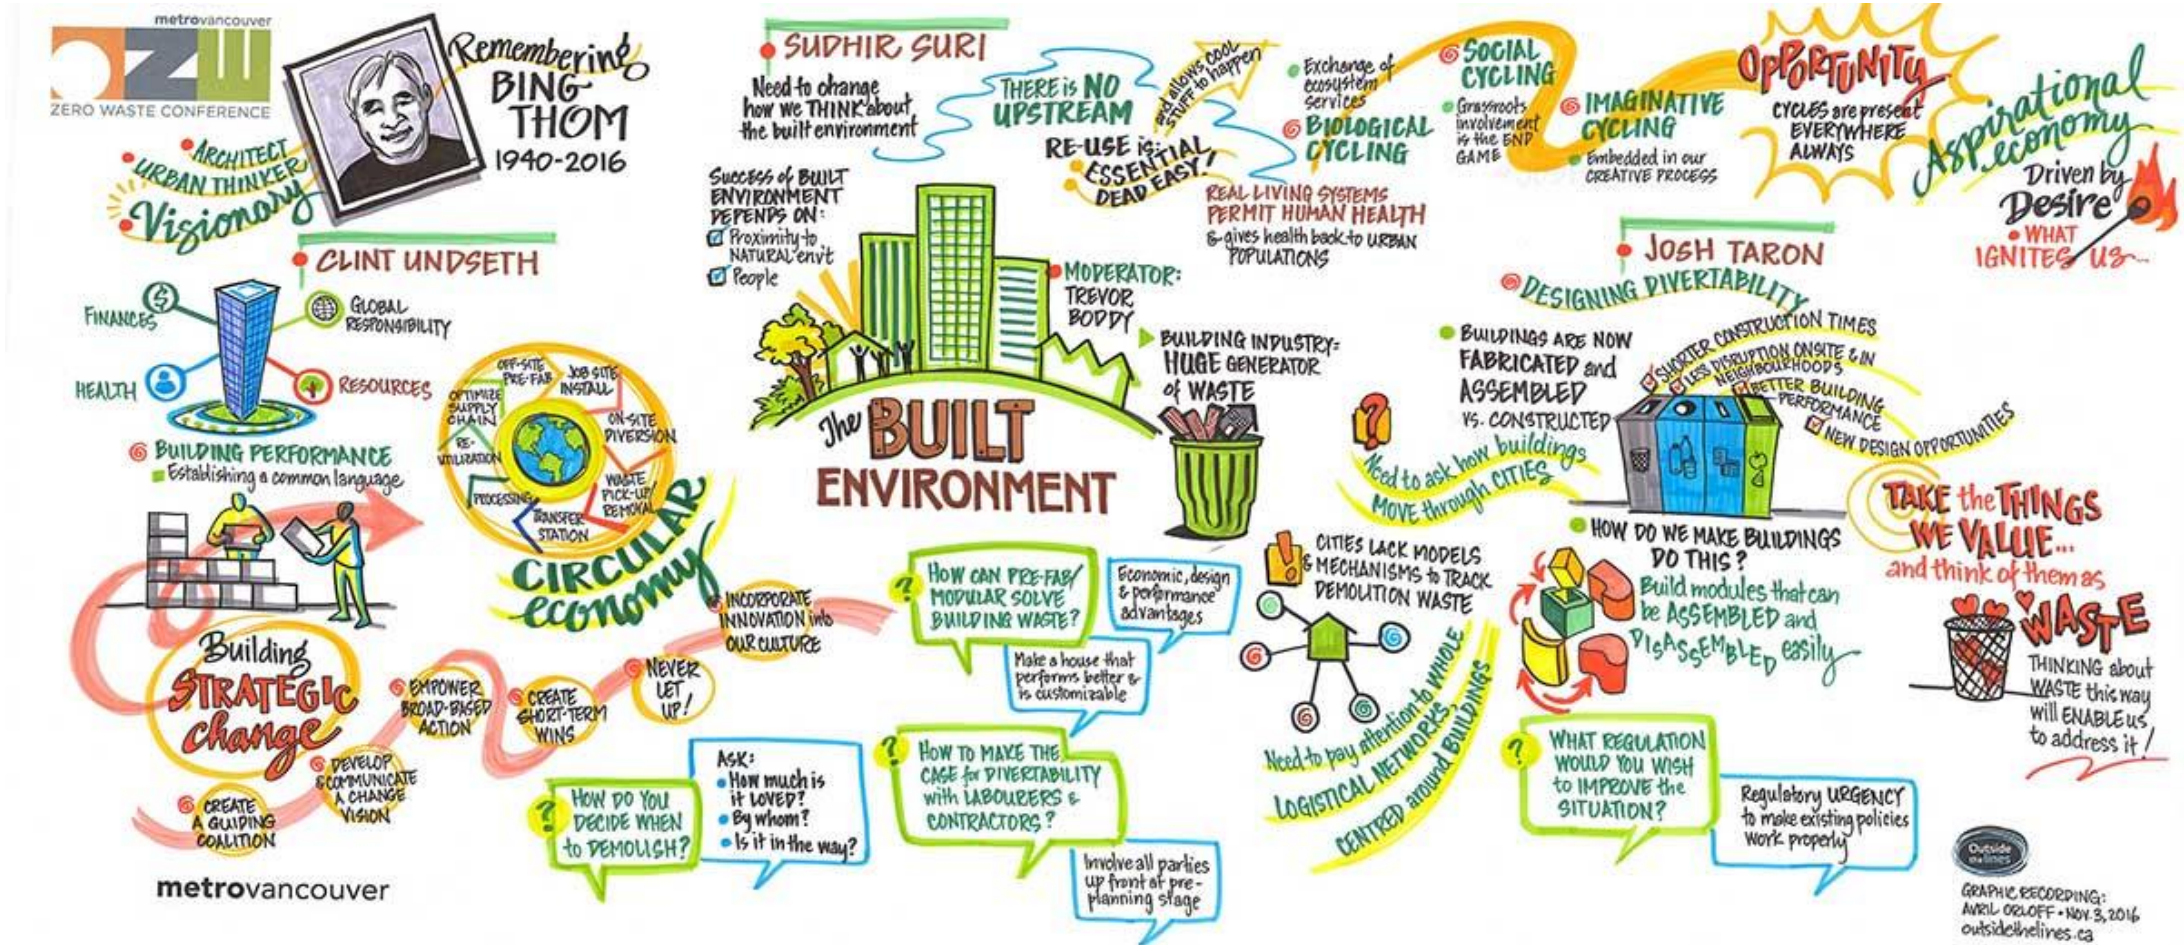 metrovancouver
ZERO WASTE CONFERENCE
Remembering
BING
THOM
1940-2016
ARCHITECT
URBAN THINKER
Visionary
CLINT UNDSETH
FINANCES
$
GLOBAL
RESPONSIBILITY
HEALTH
RESOURCES
BUILDING PERFORMANCE
Establishing a common language
OFF-SITE
PRE-FAB
JOB SITE
INSTALL
ON-SITE
DIVERSION
WASTE
PICK-UP/
REMOVAL
TRANSFER
STATION
PROCESSING
RE-
UTILIZATION
OPTIMIZE
SUPPLY
CHAIN
CIRCULAR
economy
Building
STRATEGIC
change
CREATE
A GUIDING
COALITION
DEVELOP
& COMMUNICATE
A CHANGE
VISION
EMPOWER
BROAD-BASED
ACTION
CREATE
SHORT-TERM
WINS
NEVER
LET
UP!
INCORPORATE
INNOVATION into
OUR CULTURE
metrovancouver
SUDHIR SURI
Need to change
how we THINK about
the built environment
THERE is NO
UPSTREAM
RE-USE is:
ESSENTIAL
DEAD EASY!
and allows COOL
STUFF to happen
SUCCESS of BUILT
ENVIRONMENT
DEPENDS ON:
Proximity to
NATURAL env't
People
Exchange of
ecosystem
services
BIOLOGICAL
CYCLING
SOCIAL
CYCLING
Grassroots
involvement
is the END
GAME
IMAGINATIVE
CYCLING
Embedded in our
CREATIVE PROCESS
REAL LIVING SYSTEMS
PERMIT HUMAN HEALTH
& gives health back to URBAN
POPULATIONS
OPPORTUNITY
CYCLES are present
EVERYWHERE
ALWAYS
Aspirational
economy
Driven by
Desire
WHAT
IGNITES US...
MODERATOR:
TREVOR
BODDY
BUILDING INDUSTRY=
HUGE GENERATOR
of WASTE
The BUILT
ENVIRONMENT
? HOW DO YOU
DECIDE WHEN
to DEMOLISH?
ASK:
How much is
it LOVED?
By whom?
Is it in the way?
? HOW CAN PRE-FAB/
MODULAR SOLVE
BUILDING WASTE?
Economic, design
& performance
advantages
Make a house that
performs better &
is customizable
? HOW TO MAKE THE
CASE for DIVERTABILITY
with LABOURERS &
CONTRACTORS?
Involve all parties
up front at pre-
planning stage
JOSH TARON
DESIGNING DIVERTABILITY
BUILDINGS ARE NOW
FABRICATED and
ASSEMBLED
VS. CONSTRUCTED
SHORTER CONSTRUCTION TIMES
LESS DISRUPTION ONSITE & IN
NEIGHBOURHOODS
BETTER BUILDING
PERFORMANCE
NEW DESIGN OPPORTUNITIES
?
Need to ask how buildings
MOVE through CITIES
! CITIES LACK MODELS
& MECHANISMS to TRACK
DEMOLITION WASTE
Need to pay attention to WHOLE
LOGISTICAL NETWORKS,
CENTRED around BUILDINGS
HOW DO WE MAKE BUILDINGS
DO THIS?
Build modules that can
be ASSEMBLED and
DISASSEMBLED easily
TAKE the THINGS
WE VALUE...
and think of them as
WASTE
THINKING about
WASTE this way
will ENABLE us
to address it!
? WHAT REGULATION
WOULD YOU WISH
to IMPROVE the
SITUATION?
Regulatory URGENCY
to make existing policies
work properly
Outside
the lines
GRAPHIC RECORDING:
AVRIL ORLOFF • NOV. 3, 2016
outsidethelines.ca